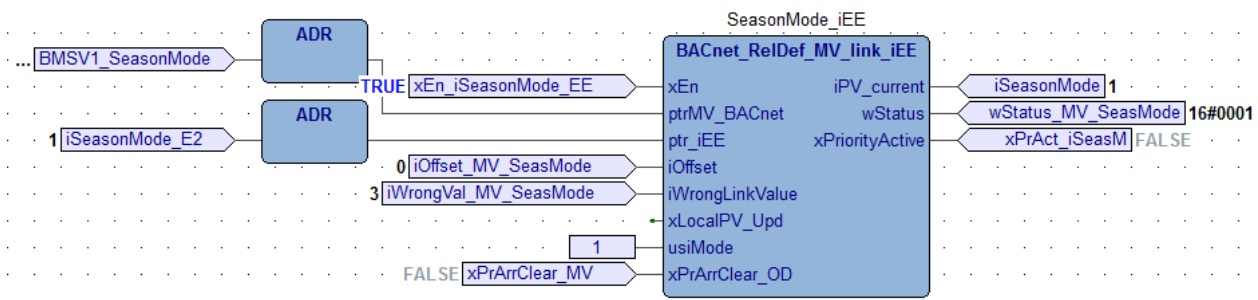 SeasonMode_iEE
ADR
BACnet_RelDef_MV_link_iEE
... BMSV1_SeasonMode
TRUE xEn_iSeasonMode_EE xEn iPV_current iSeasonMode 1
ADR ptrMV_BACnet wStatus wStatus_MV_SeasMode 16#0001
1 iSeasonMode_E2 ptr_iEE xPriorityActive xPrAct_iSeasM FALSE
0 iOffset_MV_SeasMode iOffset
3 iWrongVal_MV_SeasMode iWrongLinkValue
xLocalPV_Upd
1 usiMode
FALSE xPrArrClear_MV xPrArrClear_OD